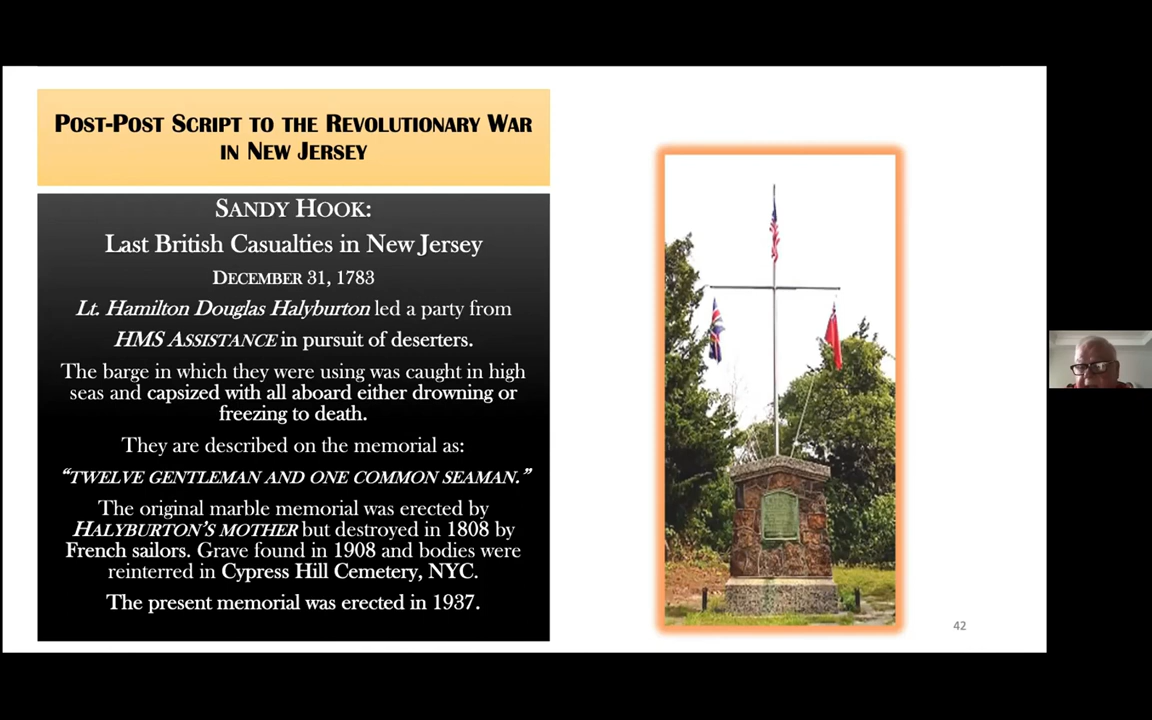 POST-POST SCRIPT TO THE REVOLUTIONARY WAR
IN NEW JERSEY
SANDY HOOK:
Last British Casualties in New Jersey
DECEMBER 31, 1783
Lt. Hamilton Douglas Halyburton led a party from
HMS ASSISTANCE in pursuit of deserters.
The barge in which they were using was caught in high
seas and capsized with all aboard either drowning or
freezing to death.
They are described on the memorial as:
“TWELVE GENTLEMAN AND ONE COMMON SEAMAN.”
The original marble memorial was erected by
HALYBURTON'S MOTHER but destroyed in 1808 by
French sailors. Grave found in 1908 and bodies were
reinterred in Cypress Hill Cemetery, NYC.
The present memorial was erected in 1937.
42